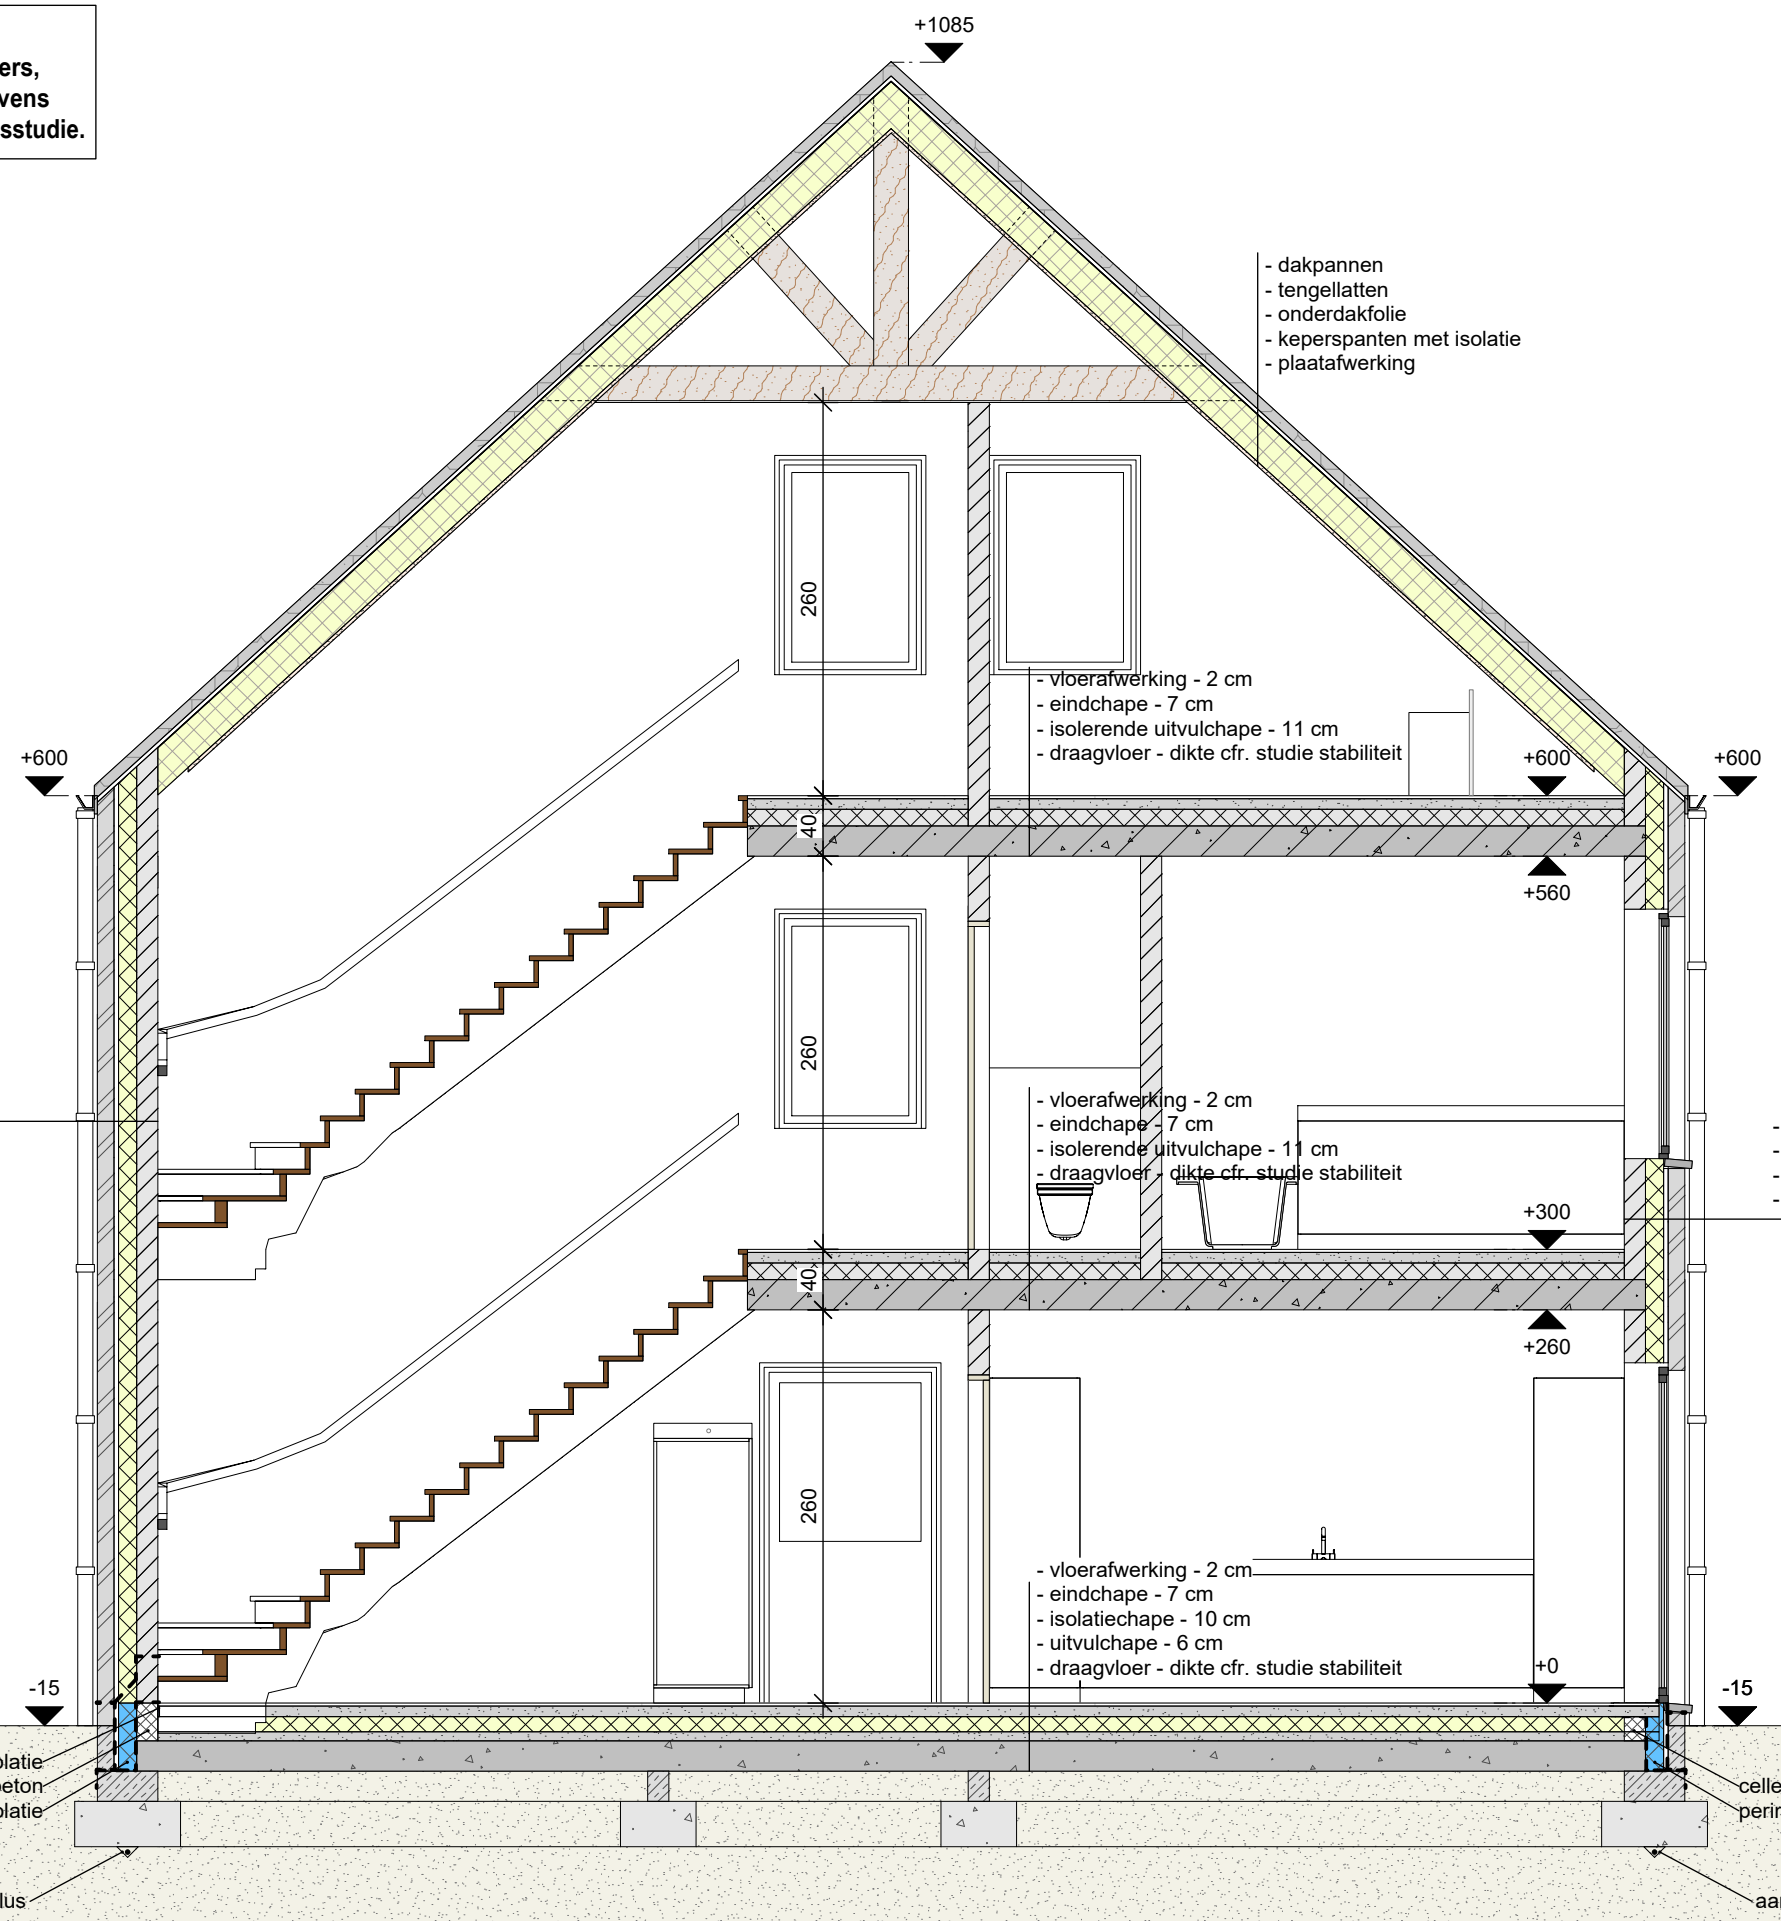 +1085
ers,
vens
sstudie.
- dakpannen
- tengellatten
- onderdakfolie
- keperspanten met isolatie
- plaatafwerking
260
- vloerafwerking - 2 cm
- eindchape - 7 cm
- isolerende uitvulchape - 11 cm
- draagvloer - dikte cfr. studie stabiliteit
+600
+600
+600
40
+560
260
- vloerafwerking - 2 cm
- eindchape - 7 cm
- isolerende uitvulchape - 11 cm
- draagvloer - dikte cfr. studie stabiliteit
-
-
-
-
+300
40
+260
260
- vloerafwerking - 2 cm
- eindchape - 7 cm
- isolatiechape - 10 cm
- uitvulchape - 6 cm
- draagvloer - dikte cfr. studie stabiliteit
+0
-15
-15
olatie
beton
olatie
celle
perim
lus
aar